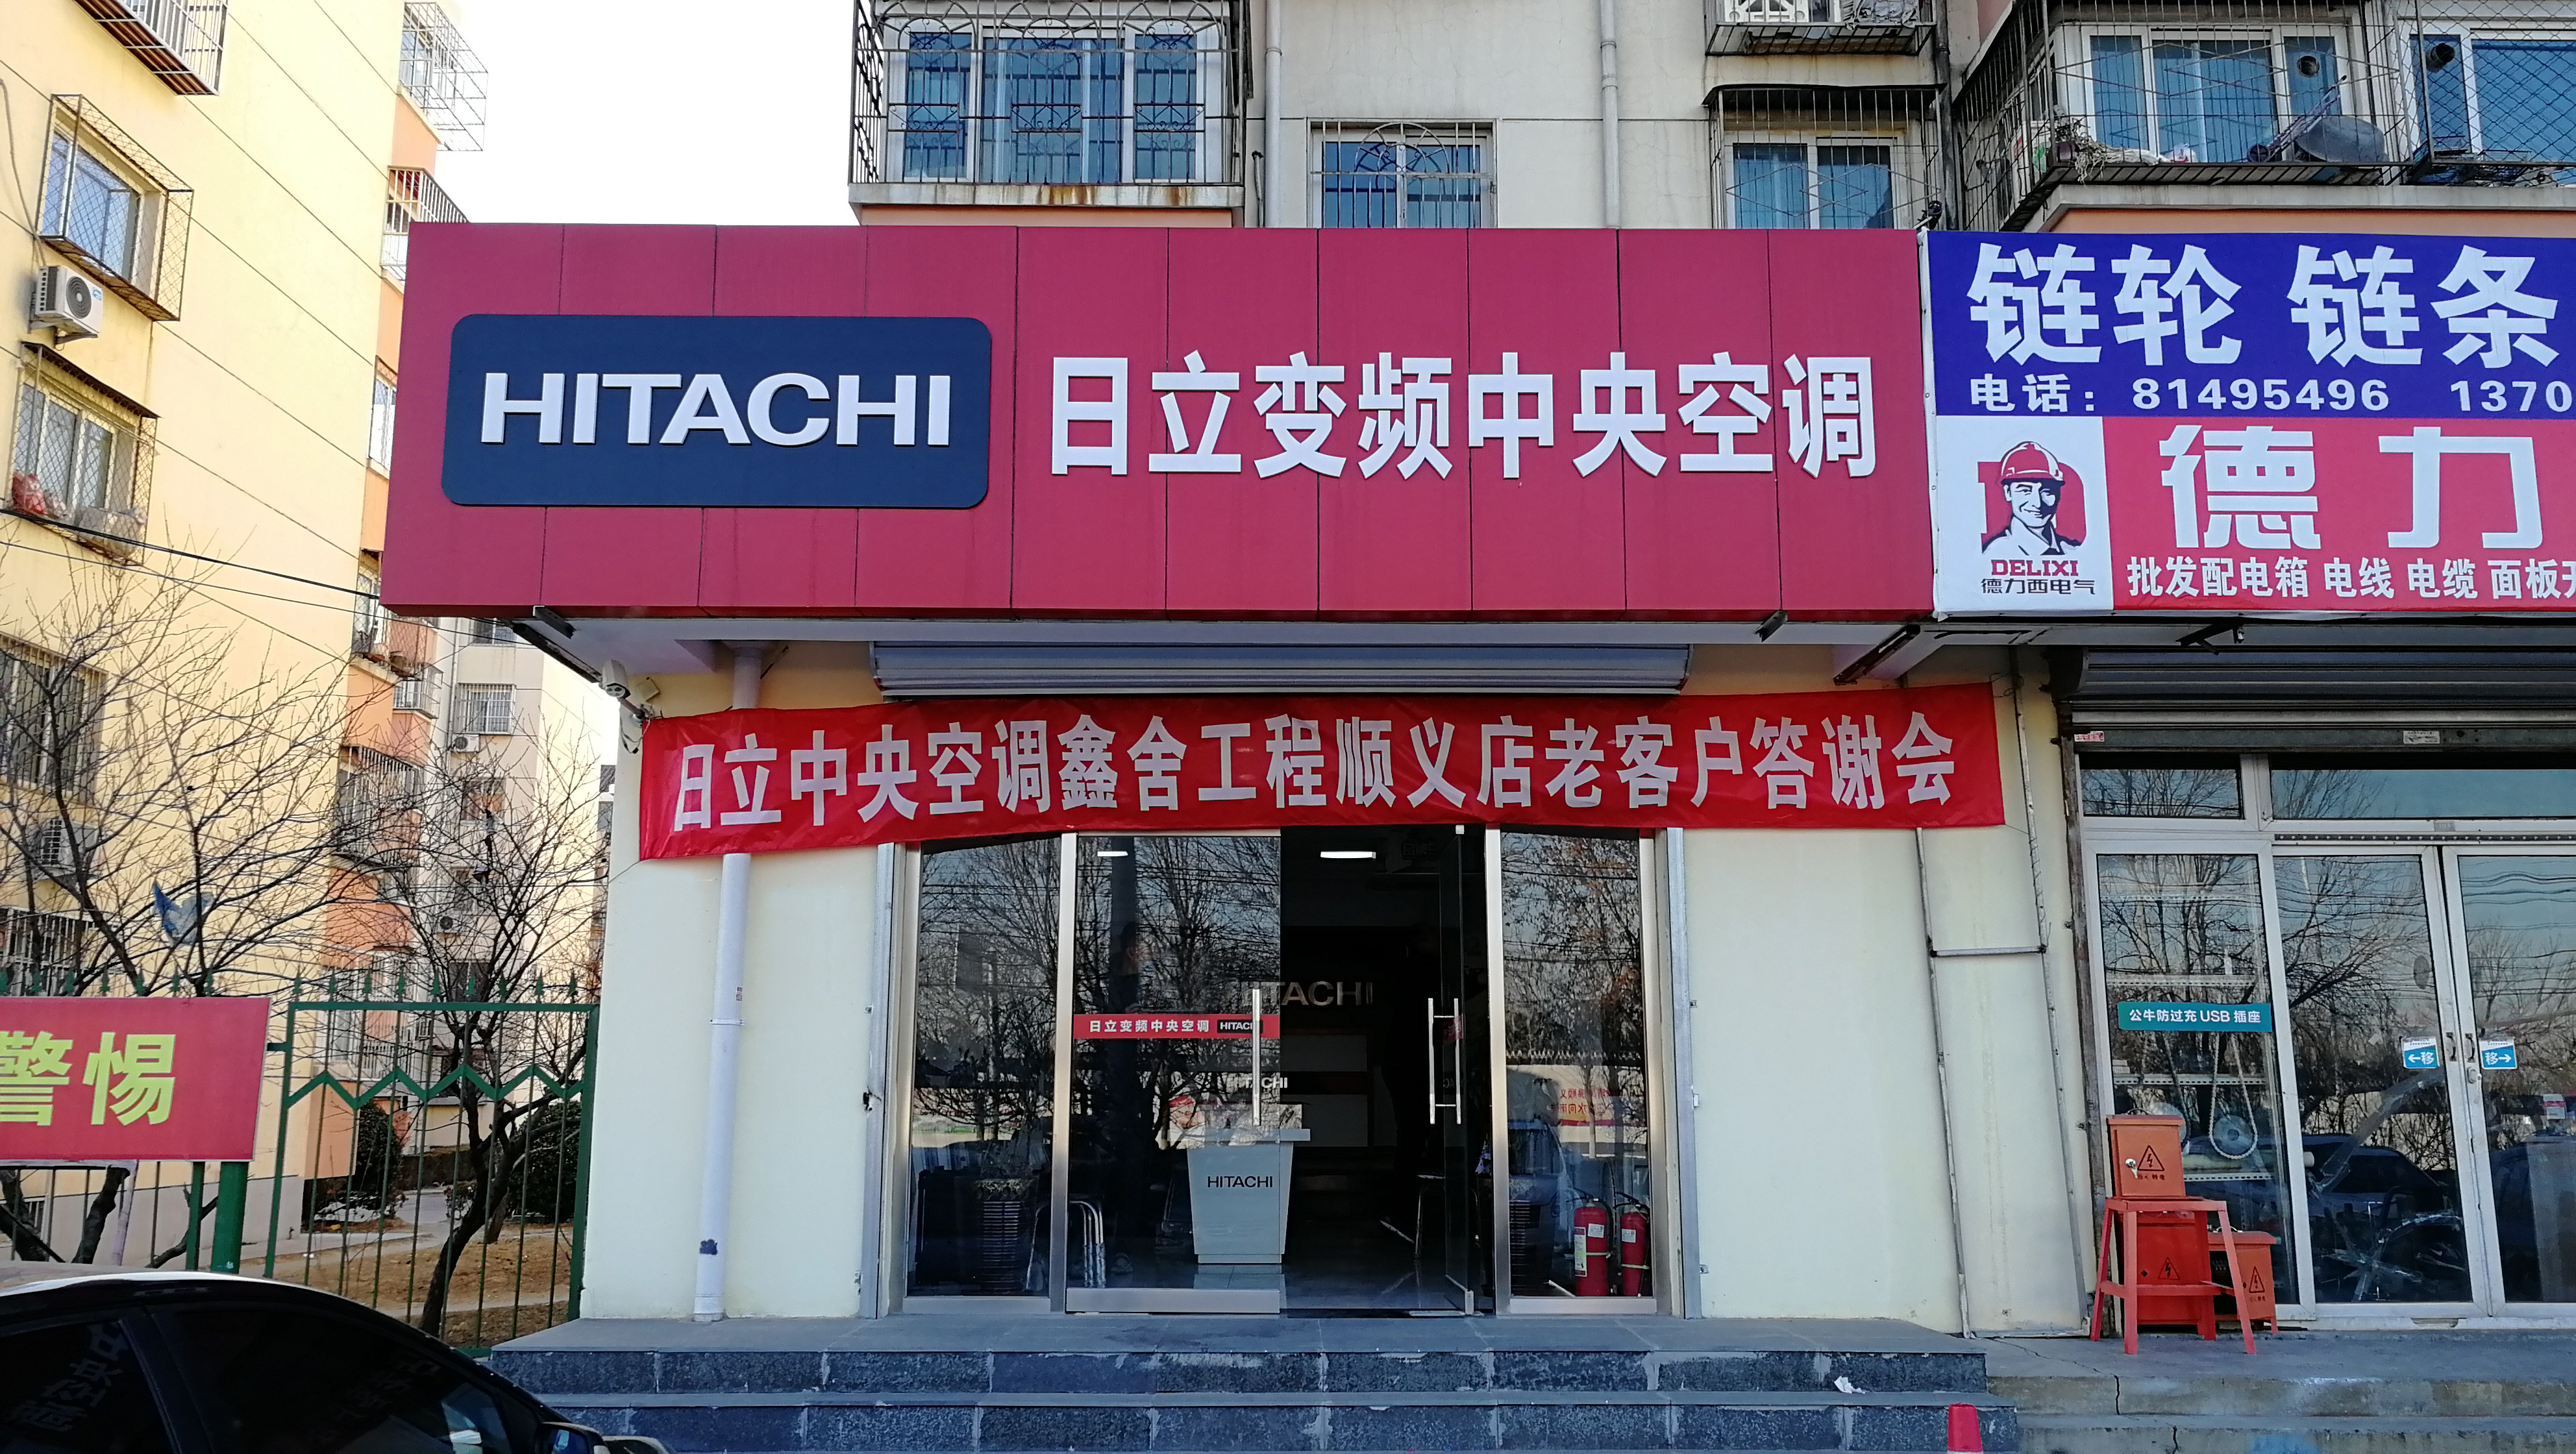 HITACHI
日立变频中央空调
链轮 链条
电话：81495496 1370
德力
DELIXI
德力西电气
批发配电箱 电线 电缆 面板
日立中央空调鑫舍工程顺义店老客户答谢会
HITACHI
日立变频中央空调 HITACHI
HITACHI
HITACHI
公牛防过充USB插座
←移
移→
警惕